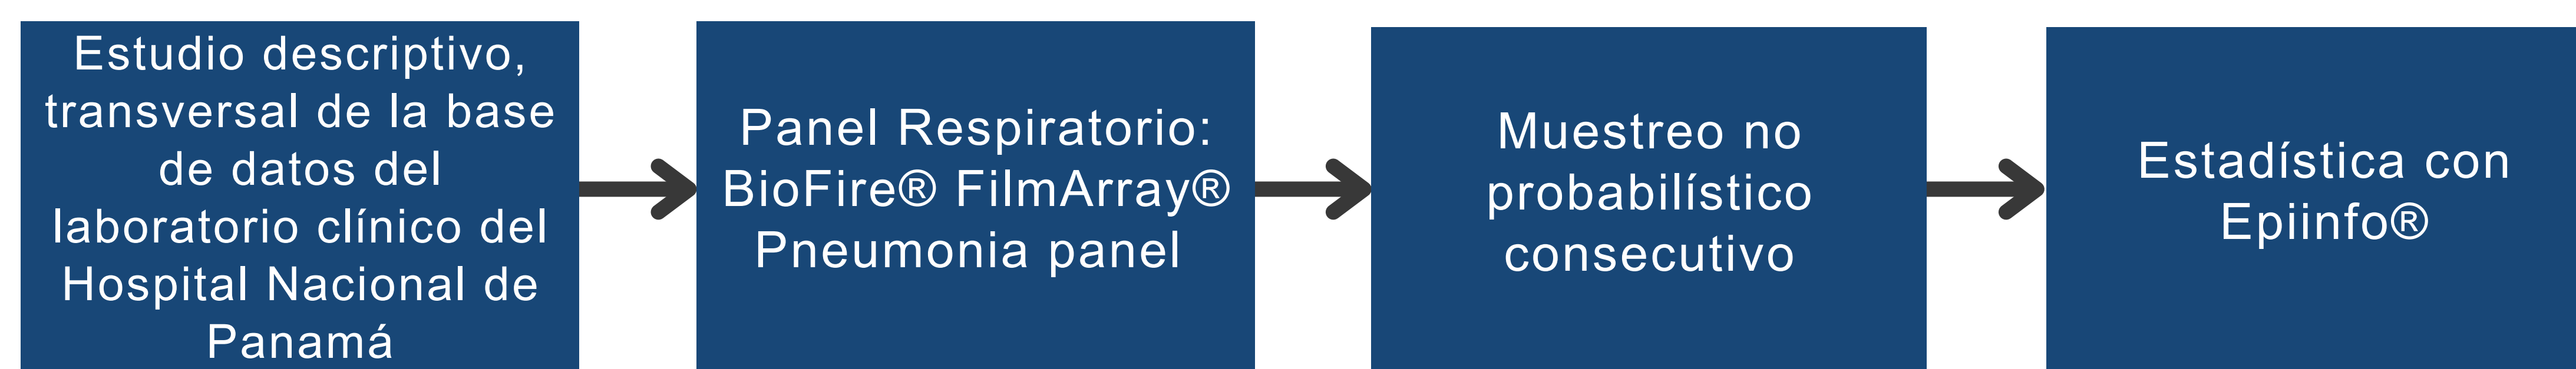 Estudio descriptivo,
transversal de la base
de datos del
laboratorio clínico del
Hospital Nacional de
Panamá
Panel Respiratorio:
BioFire® FilmArray®
Pneumonia panel
Muestreo no
probabilístico
consecutivo
Estadística con
Epiinfo®